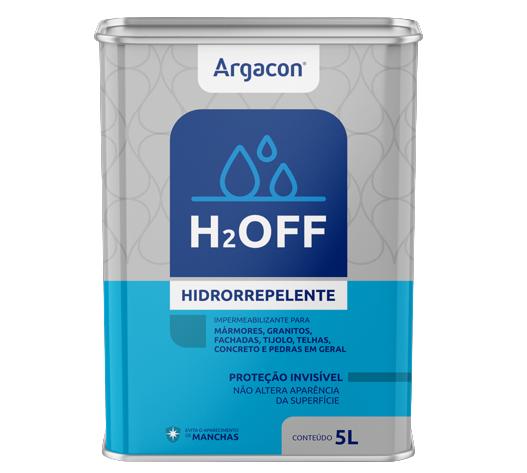 Argacon®
H₂OFF
HIDRORREPELENTE
IMPERMEABILIZANTE PARA
MÁRMORES, GRANITOS,
FACHADAS, TIJOLO, TELHAS,
CONCRETO E PEDRAS EM GERAL
PROTEÇÃO INVISÍVEL
NÃO ALTERA APARÊNCIA
DA SUPERFÍCIE
EVITA O APARECIMENTO
DE MANCHAS
CONTEÚDO 5L